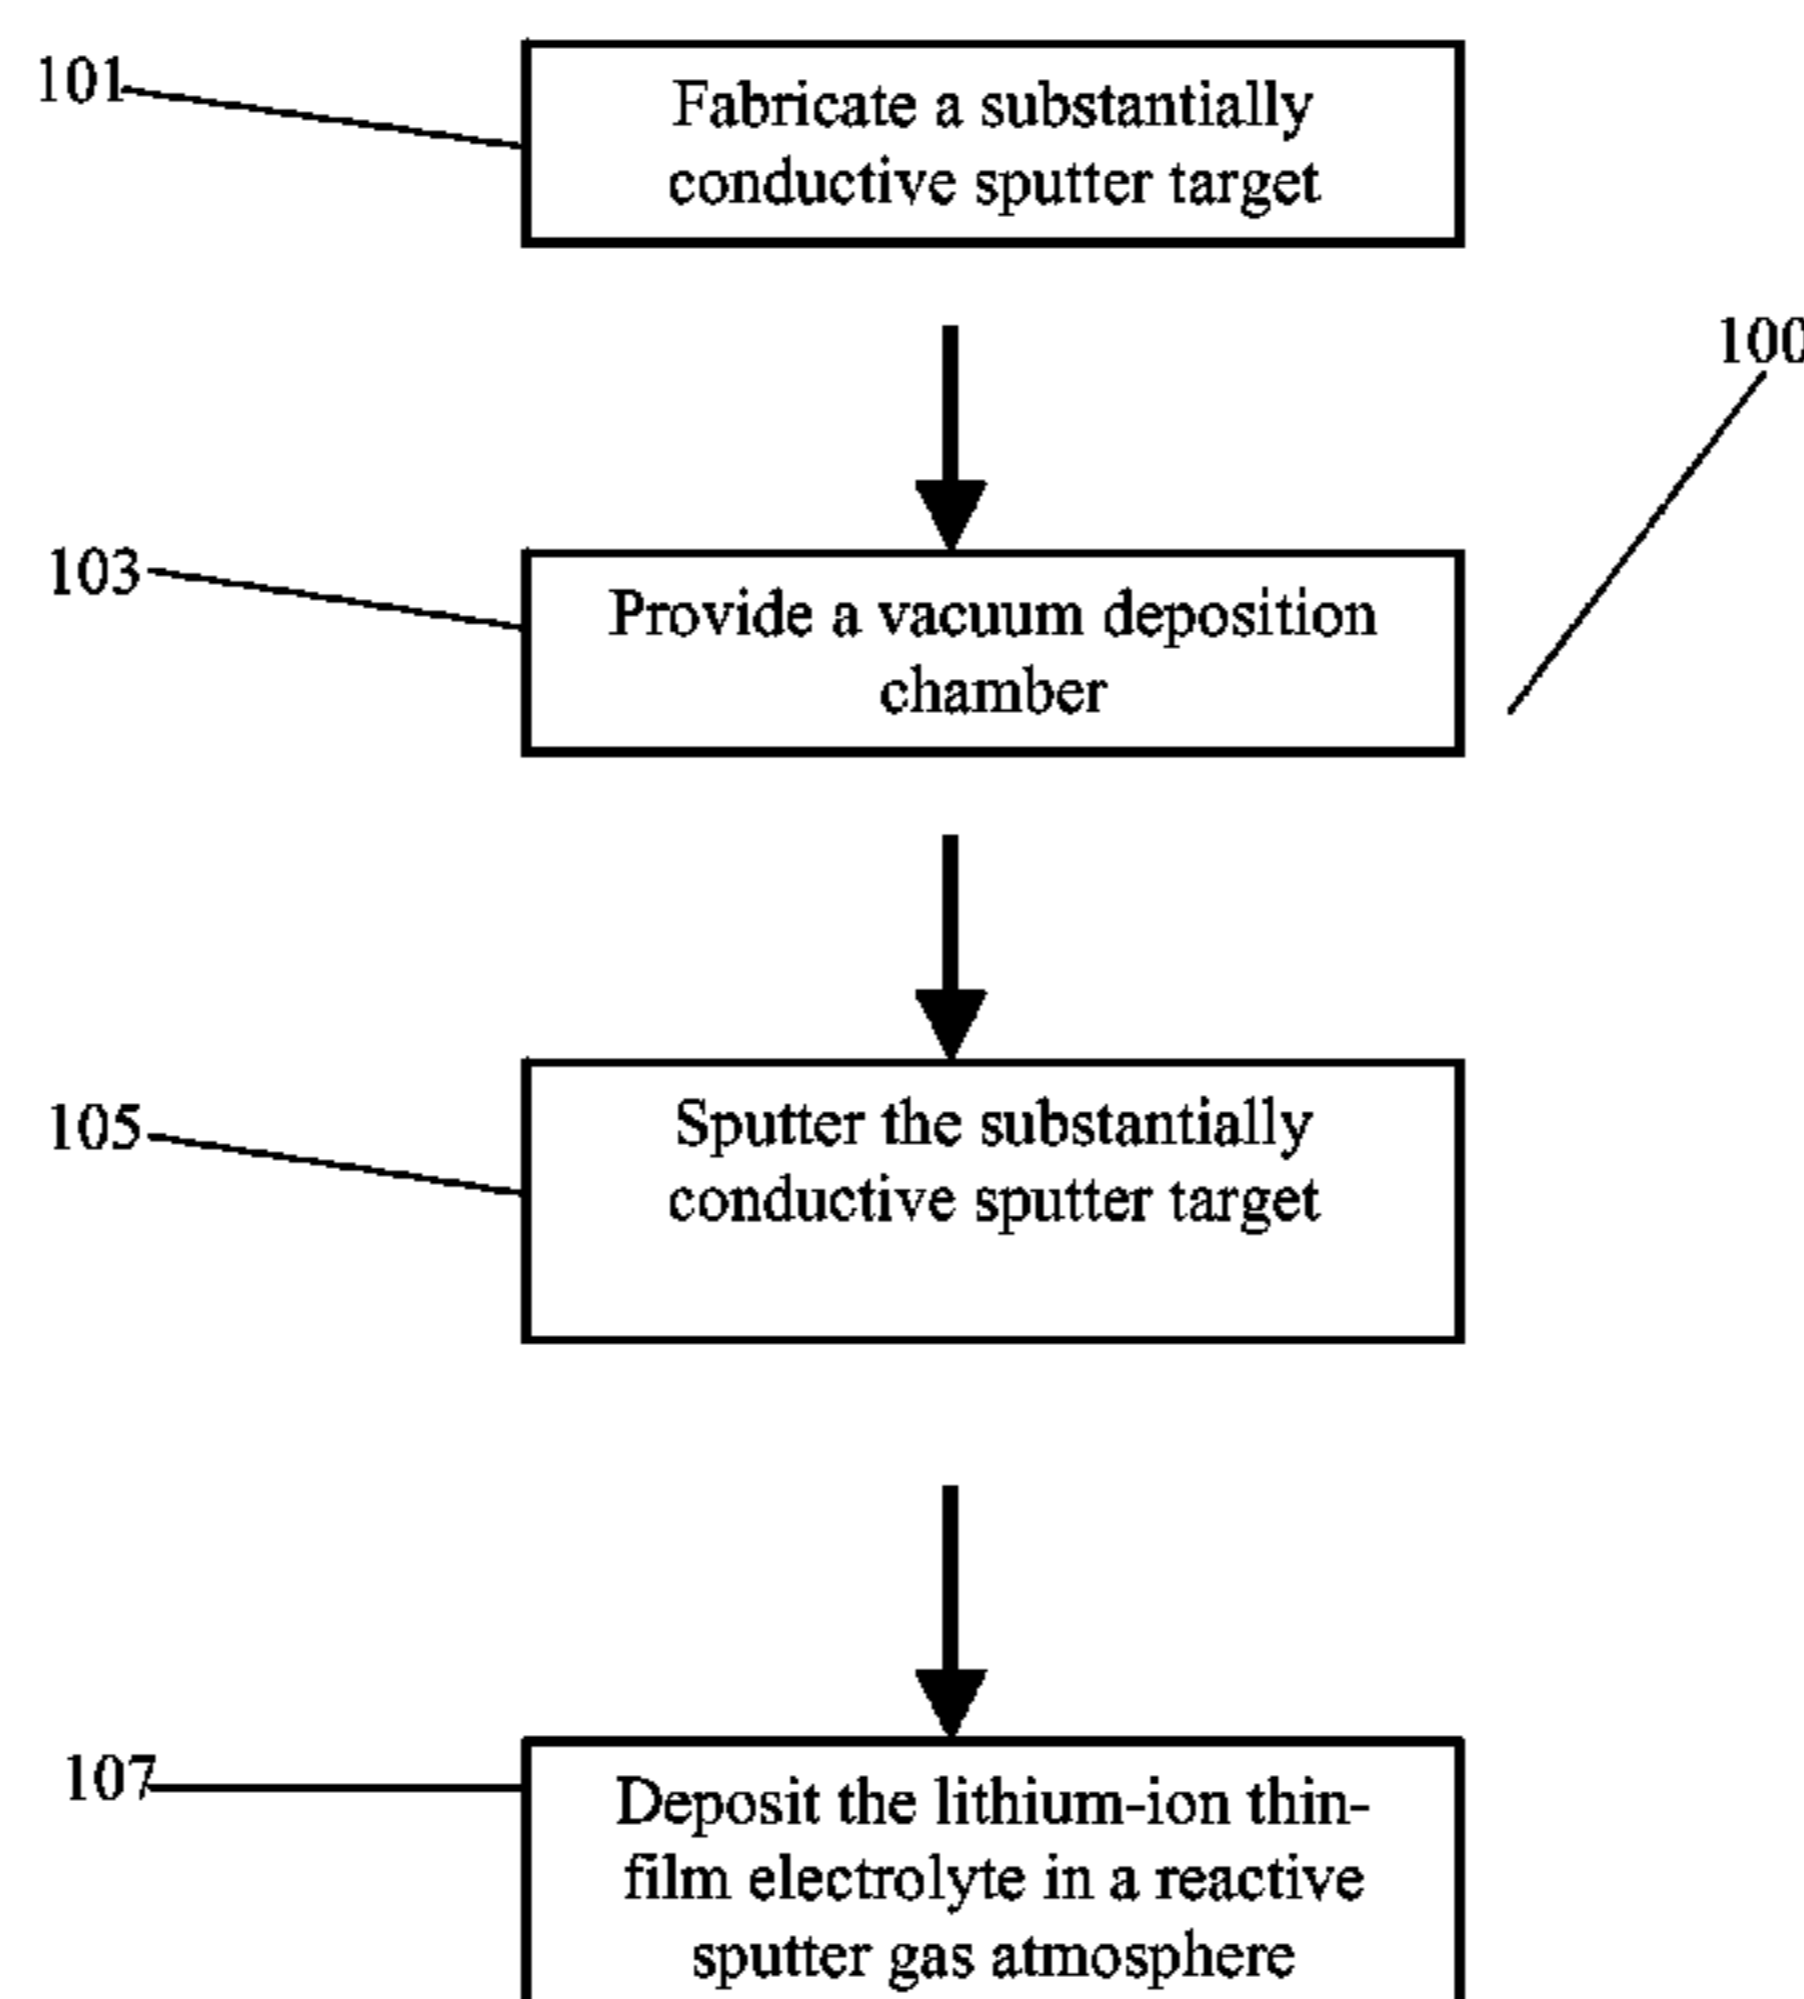 101
Fabricate a substantially
conductive sputter target
100
103
Provide a vacuum deposition
chamber
105
Sputter the substantially
conductive sputter target
107
Deposit the lithium-ion thin-
film electrolyte in a reactive
sputter gas atmosphere